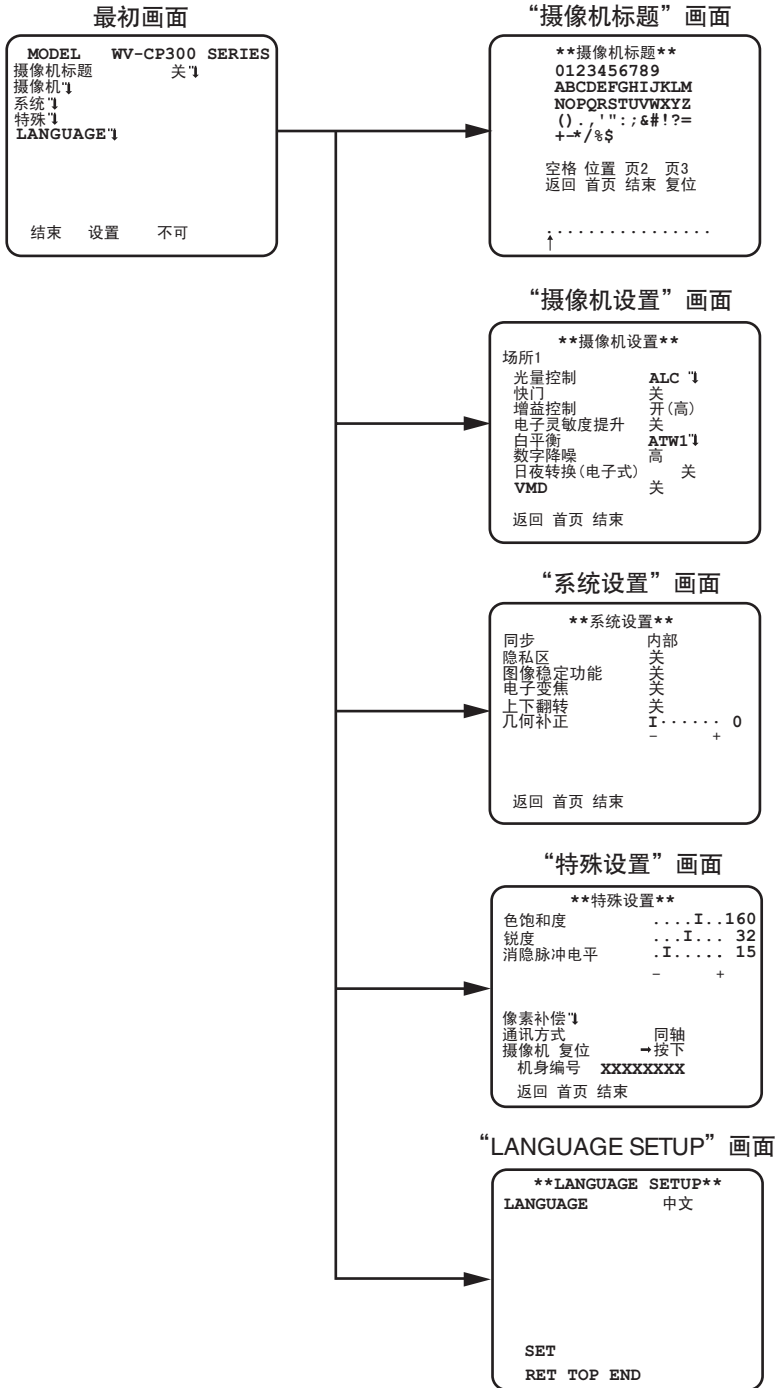 最初画面
MODEL WV-CP300 SERIES
摄像机标题 关
摄像机
系统
特殊
LANGUAGE
结束 设置 不可
“摄像机标题”画面
**摄像机标题**
0123456789
ABCDEFGHIJKLM
NOPQRSTUVWXYZ
().,'":;&#!?=
+-*/%$
空格 位置 页2 页3
返回 首页 结束 复位
................
↑
“摄像机设置”画面
**摄像机设置**
场所1
光量控制 ALC
快门 关
增益控制 开(高)
电子灵敏度提升 关
白平衡 ATW1
数字降噪 高
日夜转换(电子式) 关
VMD 关
返回 首页 结束
“系统设置”画面
**系统设置**
同步 内部
隐私区 关
图像稳定功能 关
电子变焦 关
上下翻转 关
几何补正 I······ 0
- +
返回 首页 结束
“特殊设置”画面
**特殊设置**
色饱和度 ....I..160
锐度 ...I... 32
消隐脉冲电平 .I..... 15
- +
像素补偿
通讯方式 同轴
摄像机 复位 →按下
机身编号 XXXXXXXX
返回 首页 结束
“LANGUAGE SETUP”画面
**LANGUAGE SETUP**
LANGUAGE 中文
SET
RET TOP END